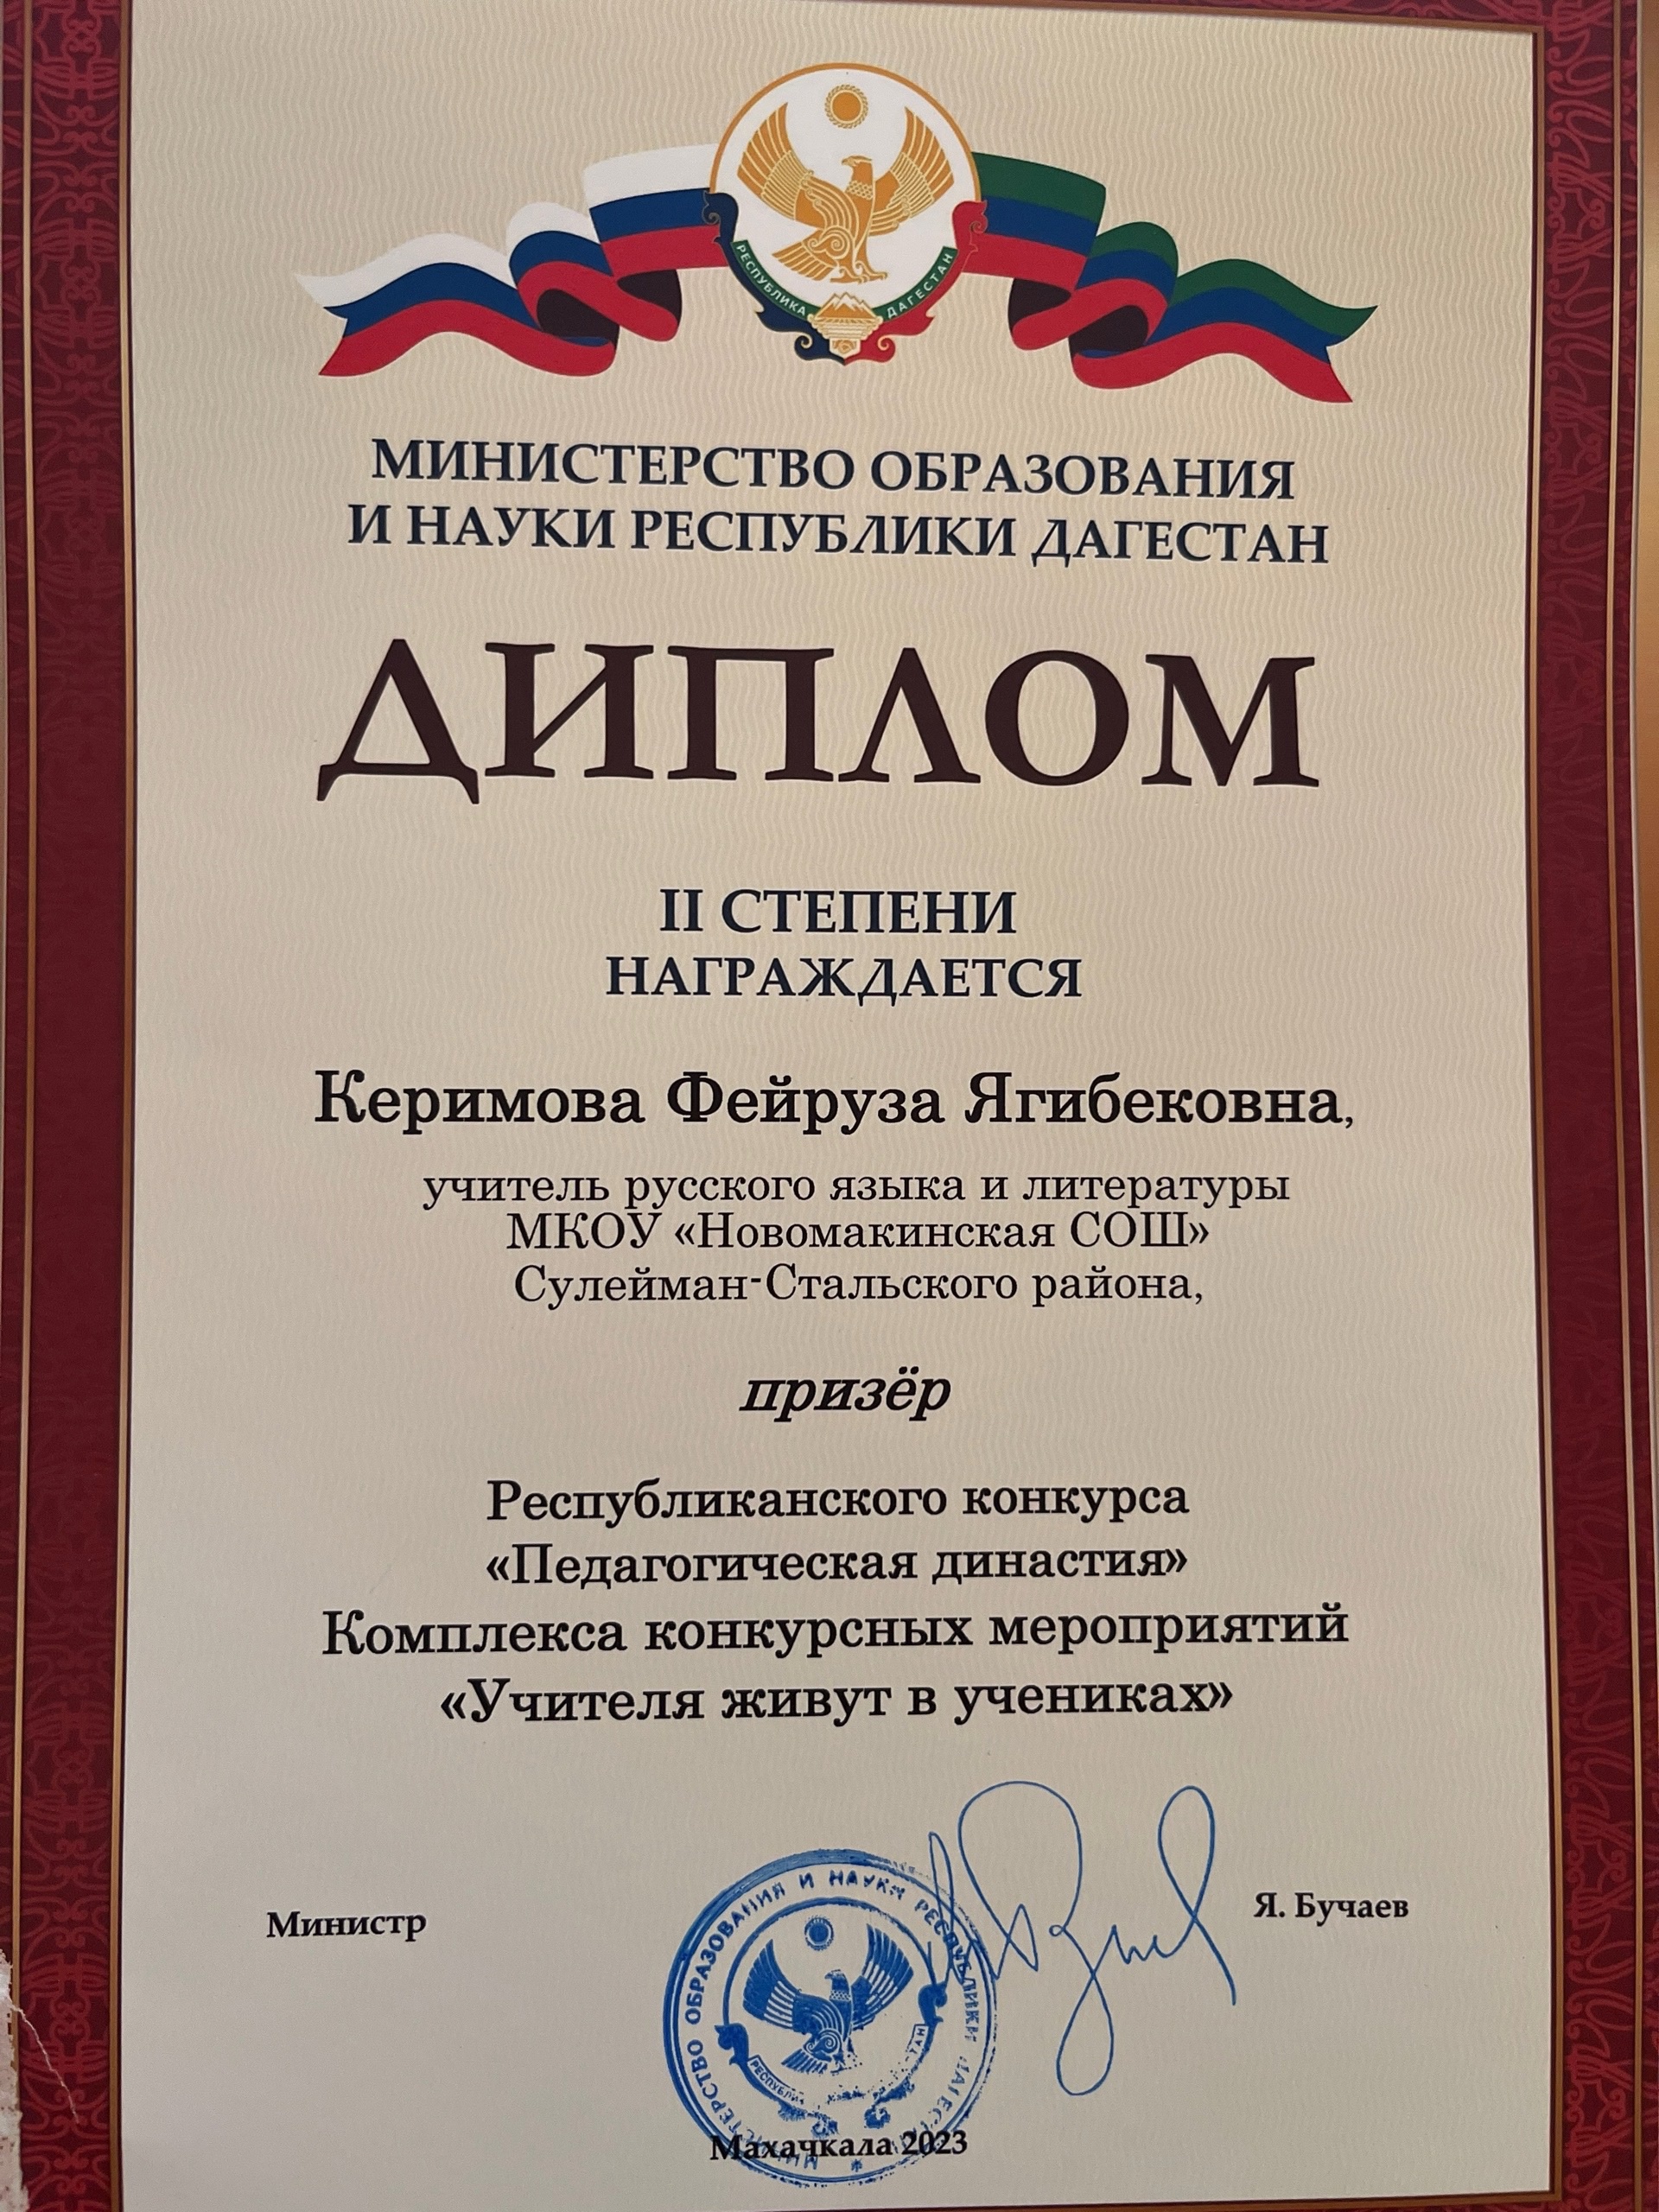 РЕСПУБЛИКА ДАГЕСТАН
МИНИСТЕРСТВО ОБРАЗОВАНИЯ
И НАУКИ РЕСПУБЛИКИ ДАГЕСТАН
ДИПЛОМ
II СТЕПЕНИ
НАГРАЖДАЕТСЯ
Керимова Фейруза Ягибековна,
учитель русского языка и литературы
МКОУ «Новомакинская СОШ»
Сулейман-Стальского района,
призёр
Республиканского конкурса
«Педагогическая династия»
Комплекса конкурсных мероприятий
«Учителя живут в учениках»
Министр
Я. Бучаев
МИНИСТЕРСТВО ОБРАЗОВАНИЯ И НАУКИ РЕСПУБЛИКИ ДАГЕСТАН
Махачкала 2023